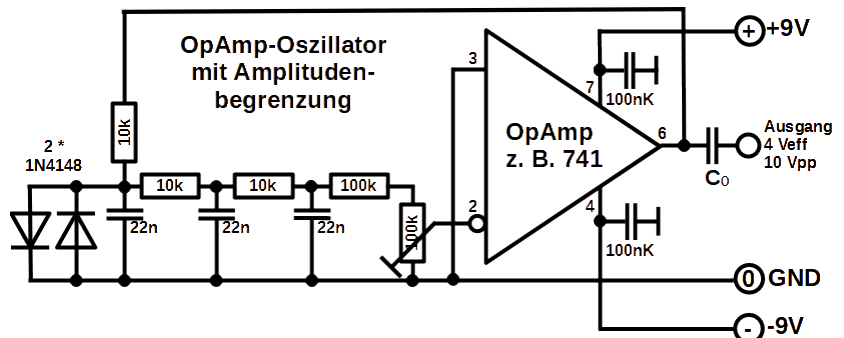 OpAmp-Oszillator
mit Amplituden-
begrenzung
+
+9V
3
7
100nK
10k
2 *
1N4148
OpAmp
z. B. 741
6
Ausgang
4 Veff
10 Vpp
C0
10k
10k
100k
2
100k
4
22n
22n
22n
100nK
0
GND
-
-9V